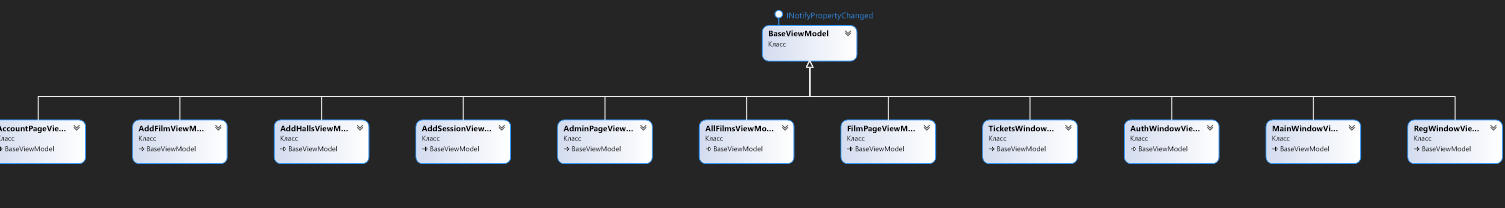 INotifyPropertyChanged
BaseViewModel
Класс
AccountPageVie...
Класс
BaseViewModel
AddFilmViewM...
Класс
BaseViewModel
AddHallsViewM...
Класс
BaseViewModel
AddSessionView...
Класс
BaseViewModel
AdminPageView...
Класс
BaseViewModel
AllFilmsViewMo...
Класс
BaseViewModel
FilmPageViewM...
Класс
BaseViewModel
TicketsWindow...
Класс
BaseViewModel
AuthWindowVie...
Класс
BaseViewModel
MainWindowVi...
Класс
BaseViewModel
RegWindowVie...
Класс
BaseViewModel